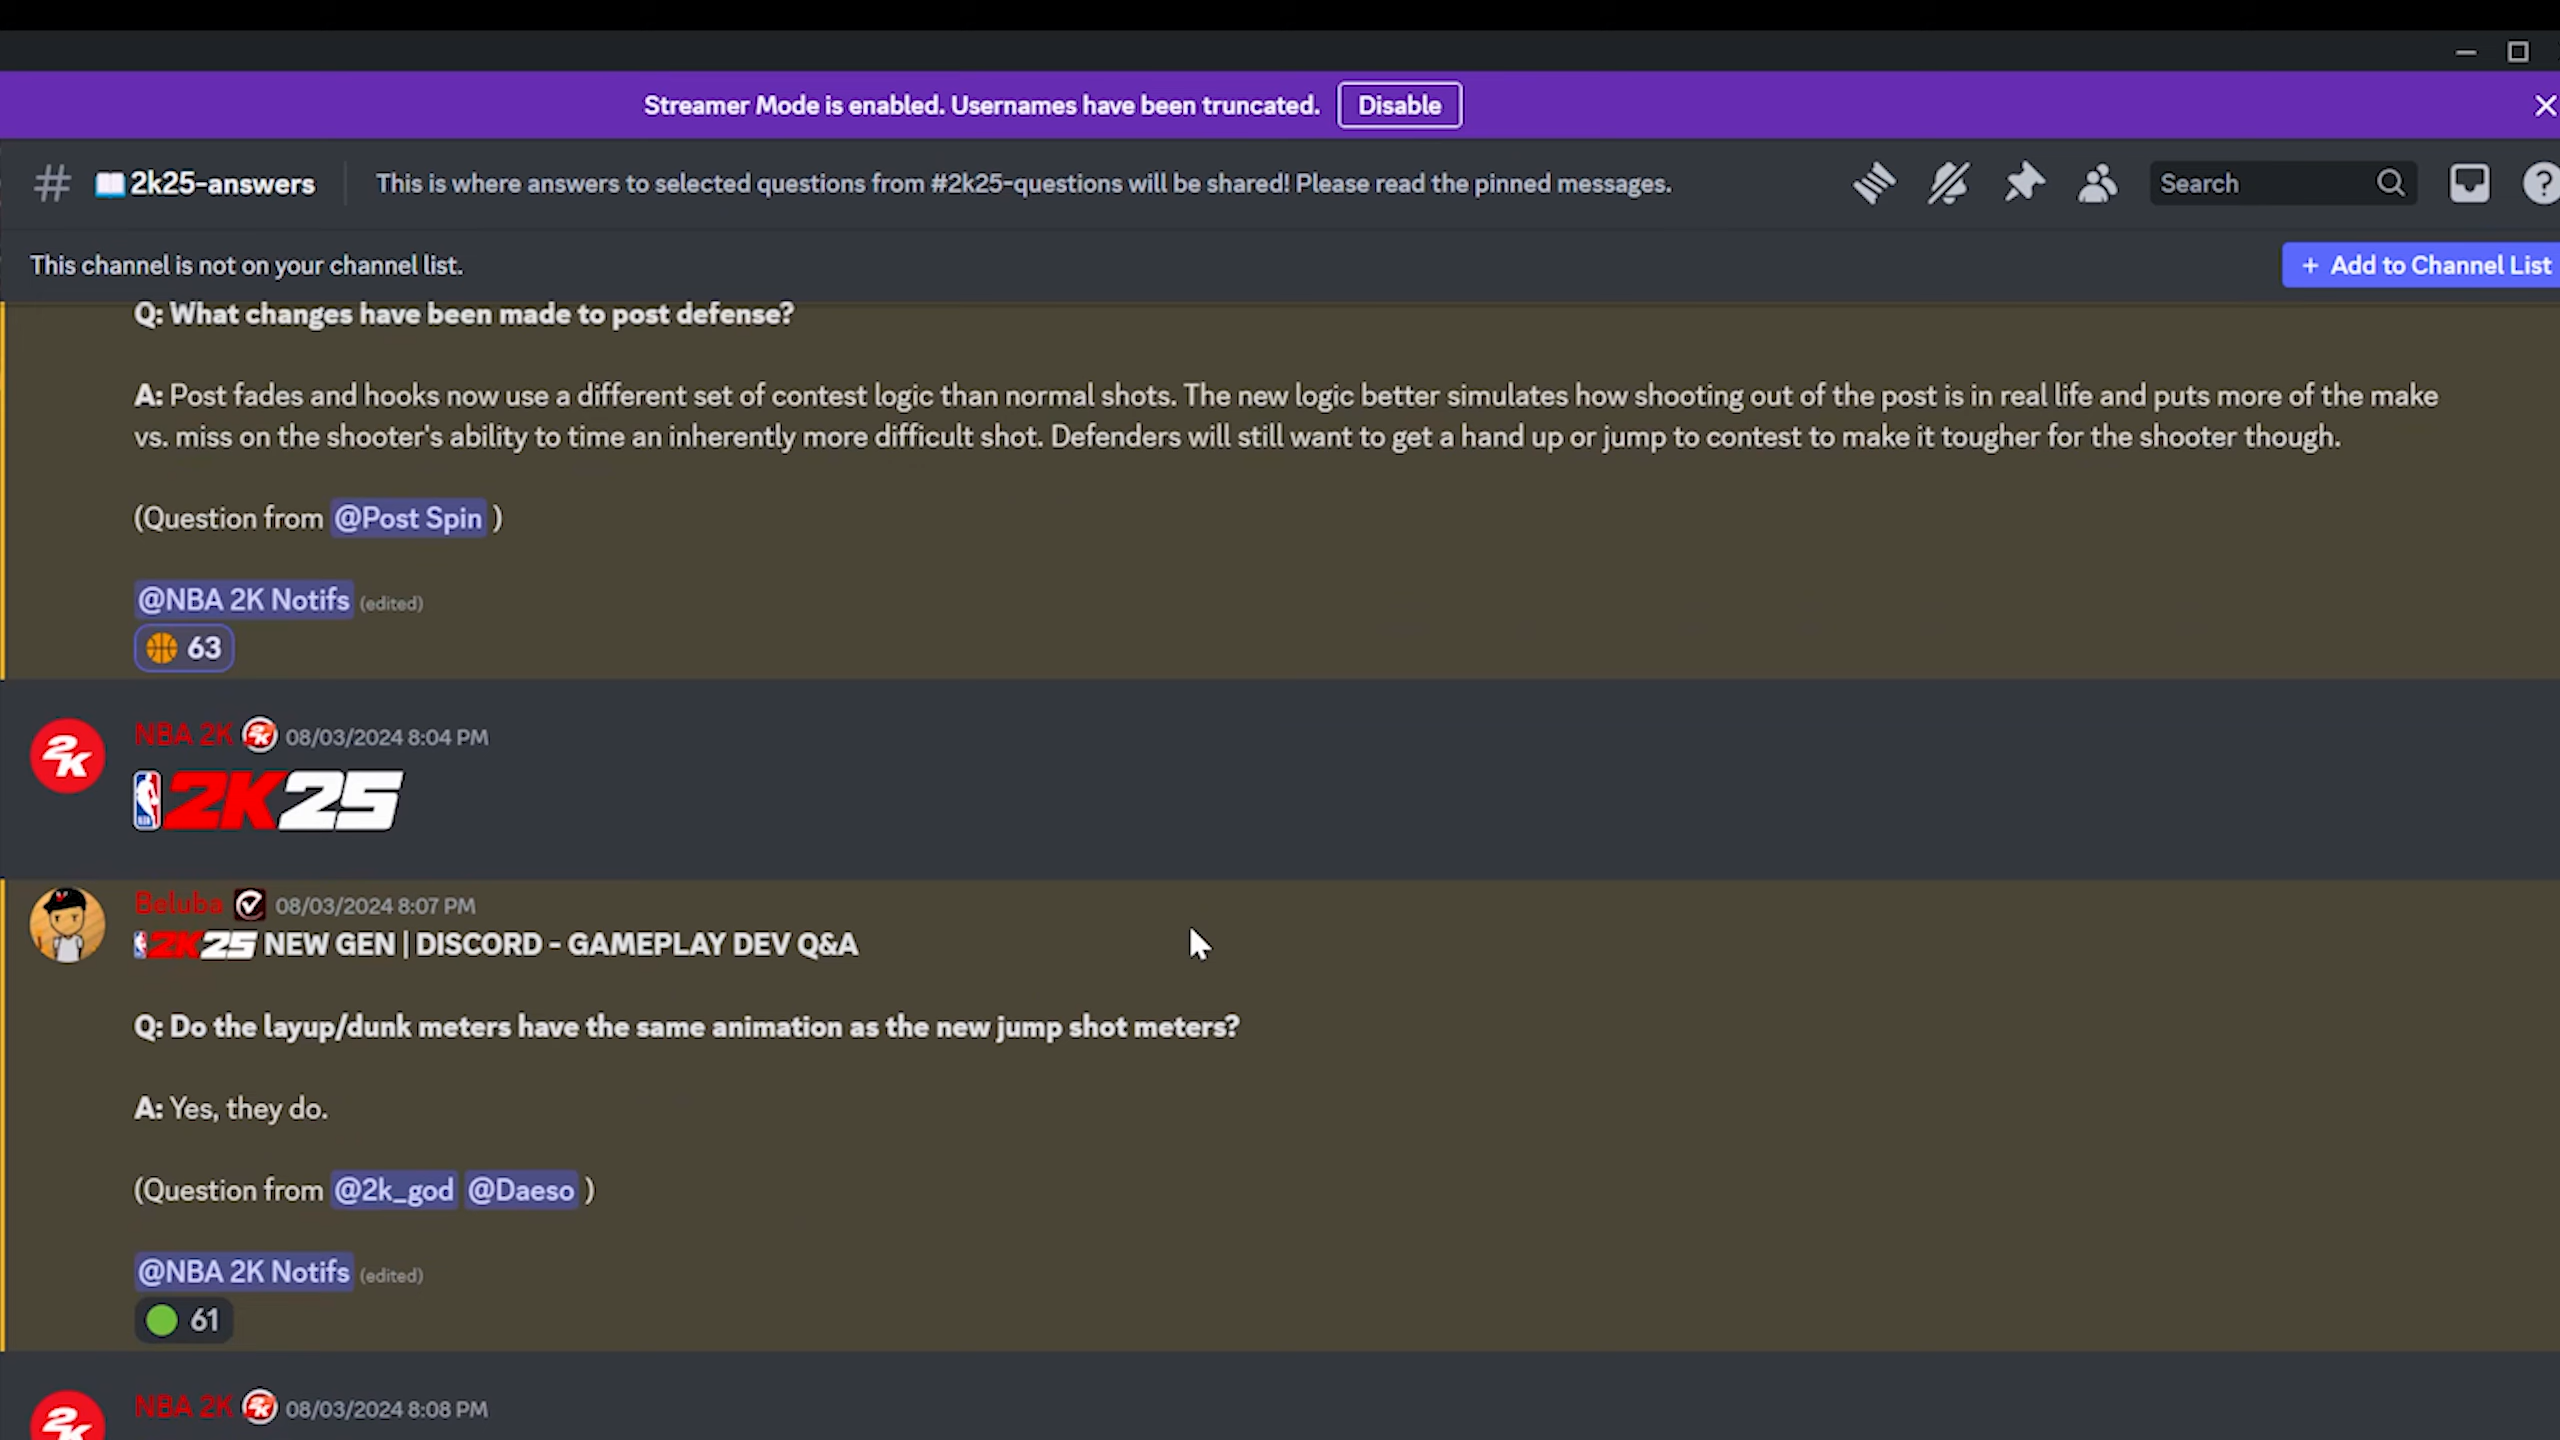 Streamer Mode is enabled. Usernames have been truncated. Disable
# 2k25-answers This is where answers to selected questions from #2k25-questions will be shared! Please read the pinned messages. Search
This channel is not on your channel list. + Add to Channel List
Q: What changes have been made to post defense?
A: Post fades and hooks now use a different set of contest logic than normal shots. The new logic better simulates how shooting out of the post is in real life and puts more of the make
vs. miss on the shooter's ability to time an inherently more difficult shot. Defenders will still want to get a hand up or jump to contest to make it tougher for the shooter though.
(Question from @Post Spin )
@NBA 2K Notifs (edited)
63
NBA 2K 08/03/2024 8:04 PM
2K25
Beluba 08/03/2024 8:07 PM
2K25 NEW GEN | DISCORD - GAMEPLAY DEV Q&A
Q: Do the layup/dunk meters have the same animation as the new jump shot meters?
A: Yes, they do.
(Question from @2k_god @Daeso )
@NBA 2K Notifs (edited)
61
NBA 2K 08/03/2024 8:08 PM